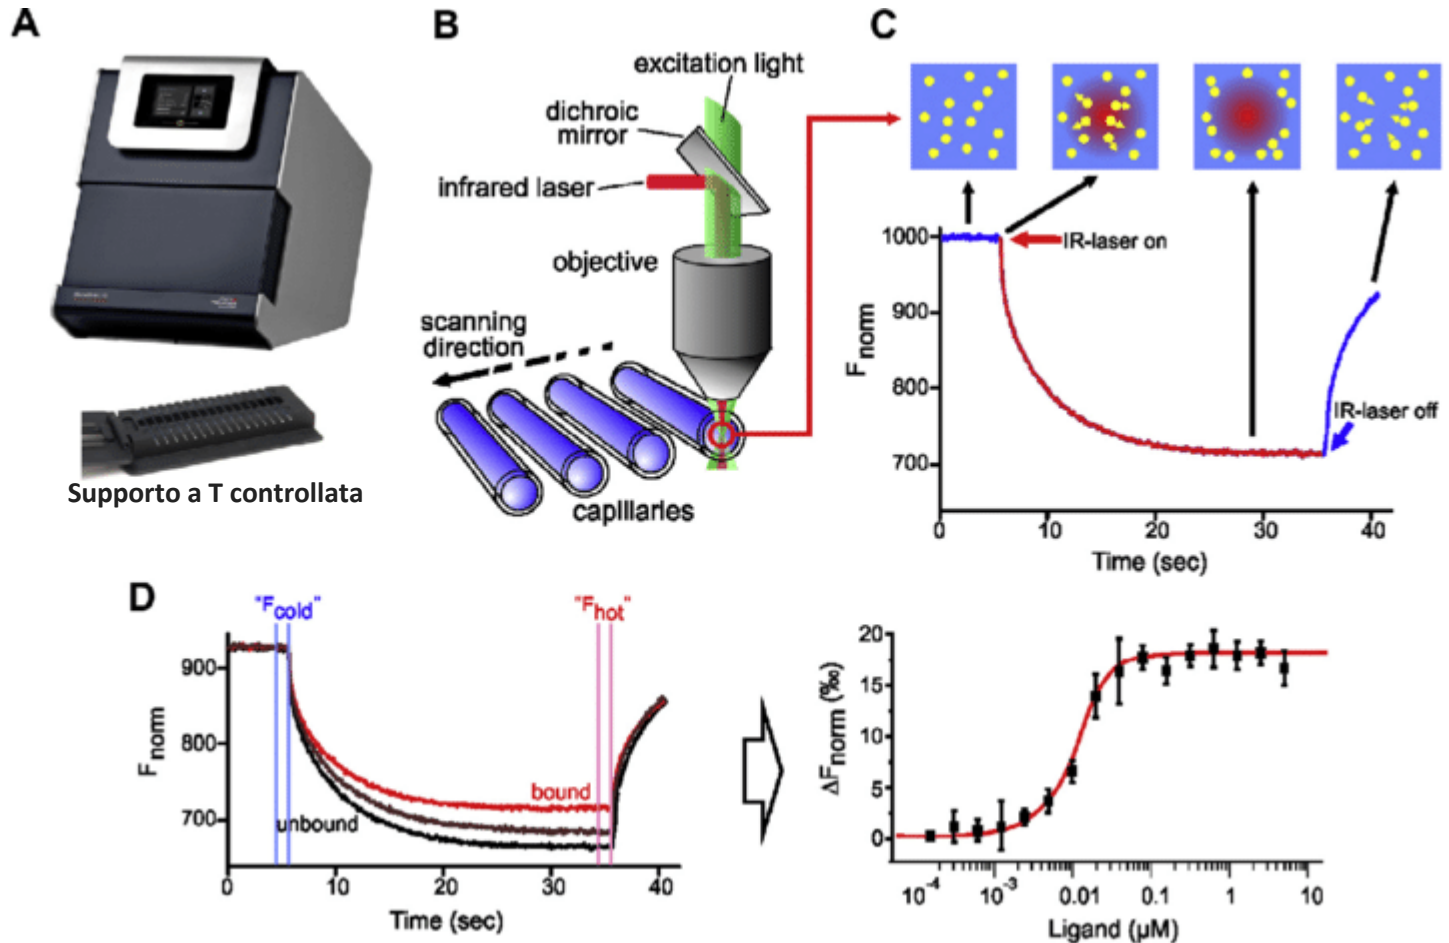 A
Supporto a T controllata
B
excitation light
dichroic
mirror
infrared laser
objective
scanning
direction
capillaries
C
1000
900
800
700
F norm
IR-laser on
IR-laser off
0 10 20 30 40
Time (sec)
D
"Fcold"
"Fhot"
900
800
700
F norm
bound
unbound
0 10 20 30 40
Time (sec)
20
15
10
5
0
ΔFnorm (‰)
10-4 10-3 0.01 0.1 1 10
Ligand (µM)